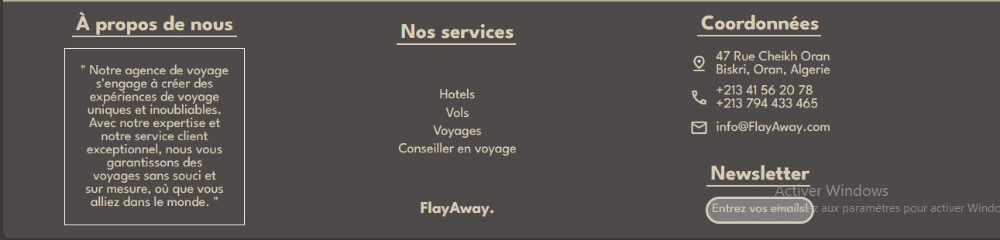 À propos de nous
" Notre agence de voyage
s'engage à créer des
expériences de voyage
uniques et inoubliables.
Avec notre expertise et
notre service client
exceptionnel, nous vous
garantissons des
voyages sans souci et
sur mesure, où que vous
alliez dans le monde. "
Nos services
Hotels
Vols
Voyages
Conseiller en voyage
FlayAway.
Coordonnées
47 Rue Cheikh Oran
Biskri, Oran, Algerie
+213 41 56 20 78
+213 794 433 465
info@FlayAway.com
Newsletter
Entrez vos emails!
Activer Windows
aux paramètres pour activer